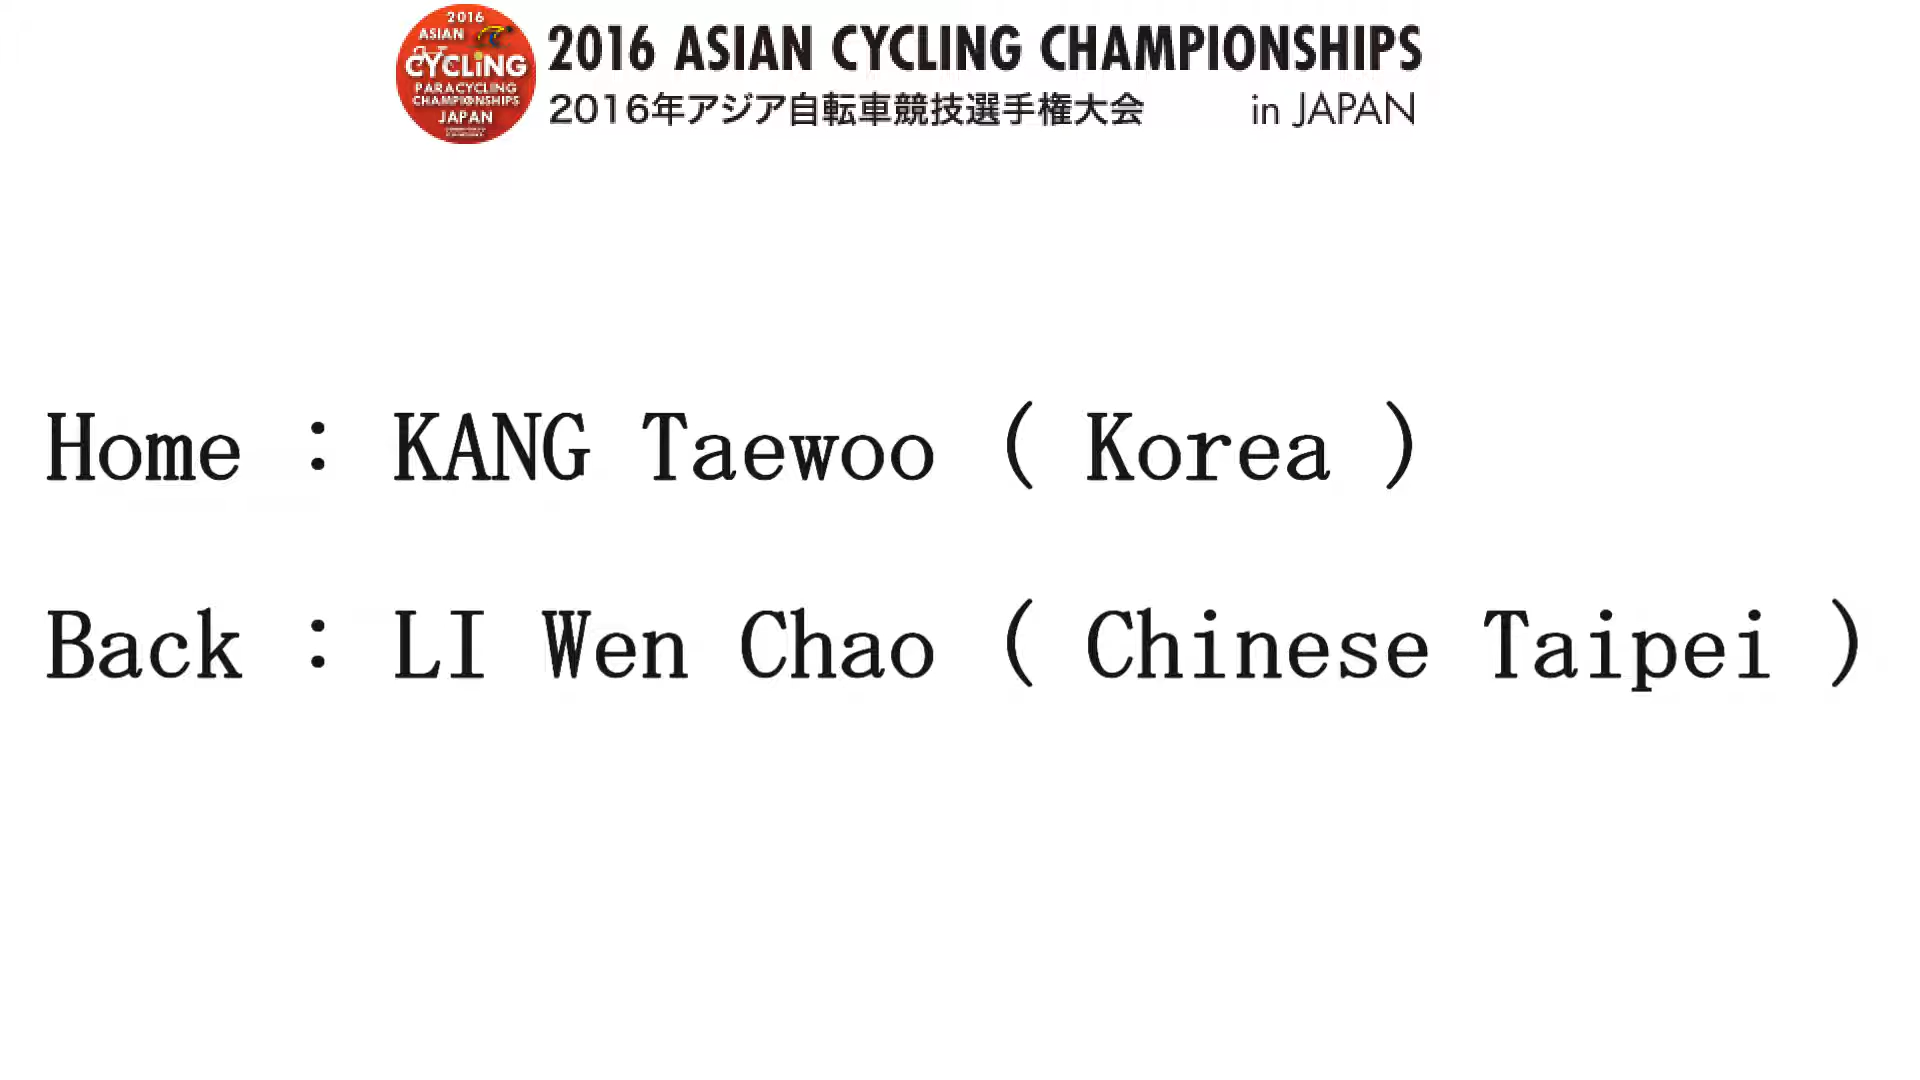 2016
ASIAN
CYCLiNG
PARACYCLING
CHAMPIONSHIPS
JAPAN
2016 ASIAN CYCLING CHAMPIONSHIPS
2016年アジア自転車競技選手権大会 in JAPAN
Home : KANG Taewoo ( Korea )
Back : LI Wen Chao ( Chinese Taipei )